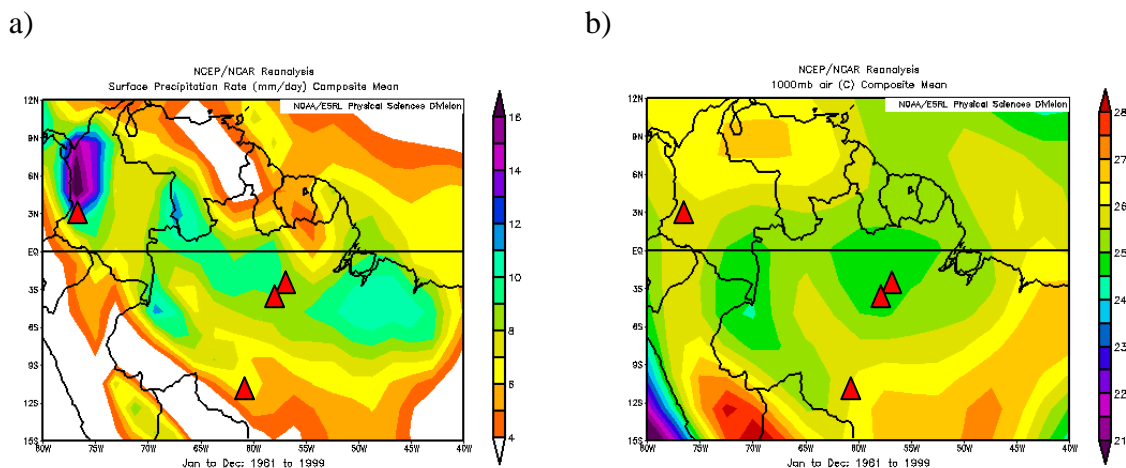 a)
b)
NCEP/NCAR Reanalysis
Surface Precipitation Rate (mm/day) Composite Mean
NOAA/ESRL Physical Sciences Division
12N
9N
6N
3N
EQ
3S
6S
9S
12S
15S
80W
75W
70W
65W
60W
55W
50W
45W
40W
Jan to Dec: 1961 to 1999
16
14
12
10
8
6
4
NCEP/NCAR Reanalysis
1000mb air (C) Composite Mean
NOAA/ESRL Physical Sciences Division
12N
9N
6N
3N
EQ
3S
6S
9S
12S
15S
80W
75W
70W
65W
60W
55W
50W
45W
40W
Jan to Dec: 1961 to 1999
28
27
26
25
24
23
22
21